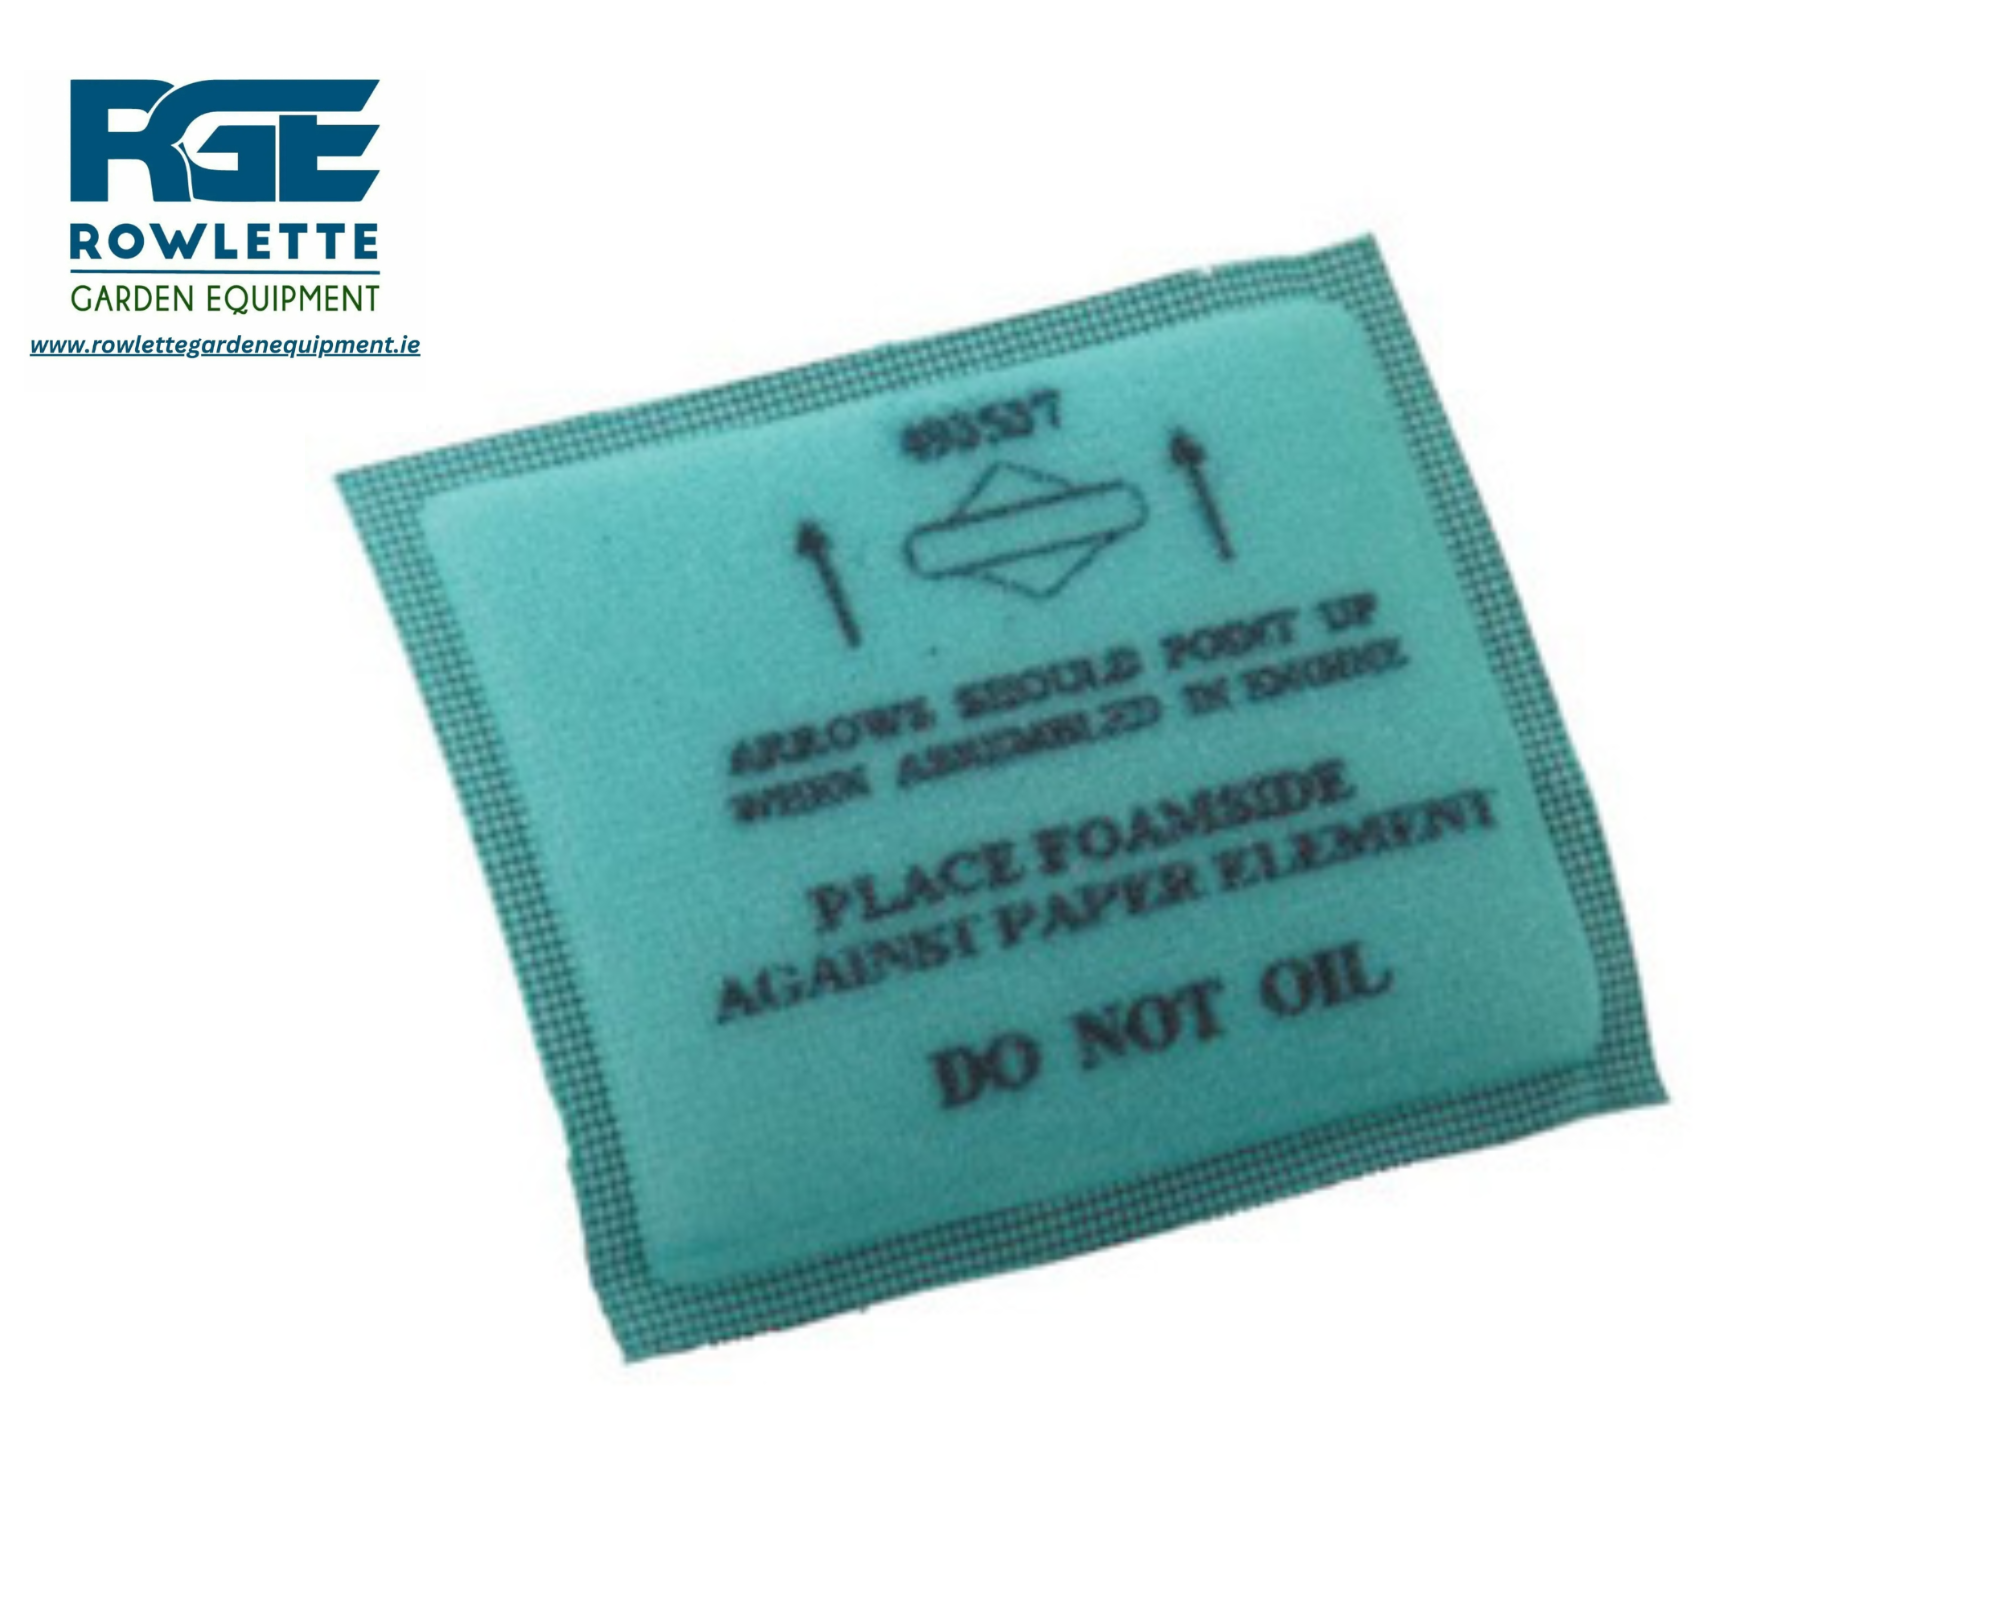 RGE
ROWLETTE
GARDEN EQUIPMENT
www.rowlettegardenequipment.ie
493537
ARROWS SHOULD POINT UP
WHEN ASSEMBLED IN ENGINE
PLACE FOAMSIDE
AGAINST PAPER ELEMENT
DO NOT OIL